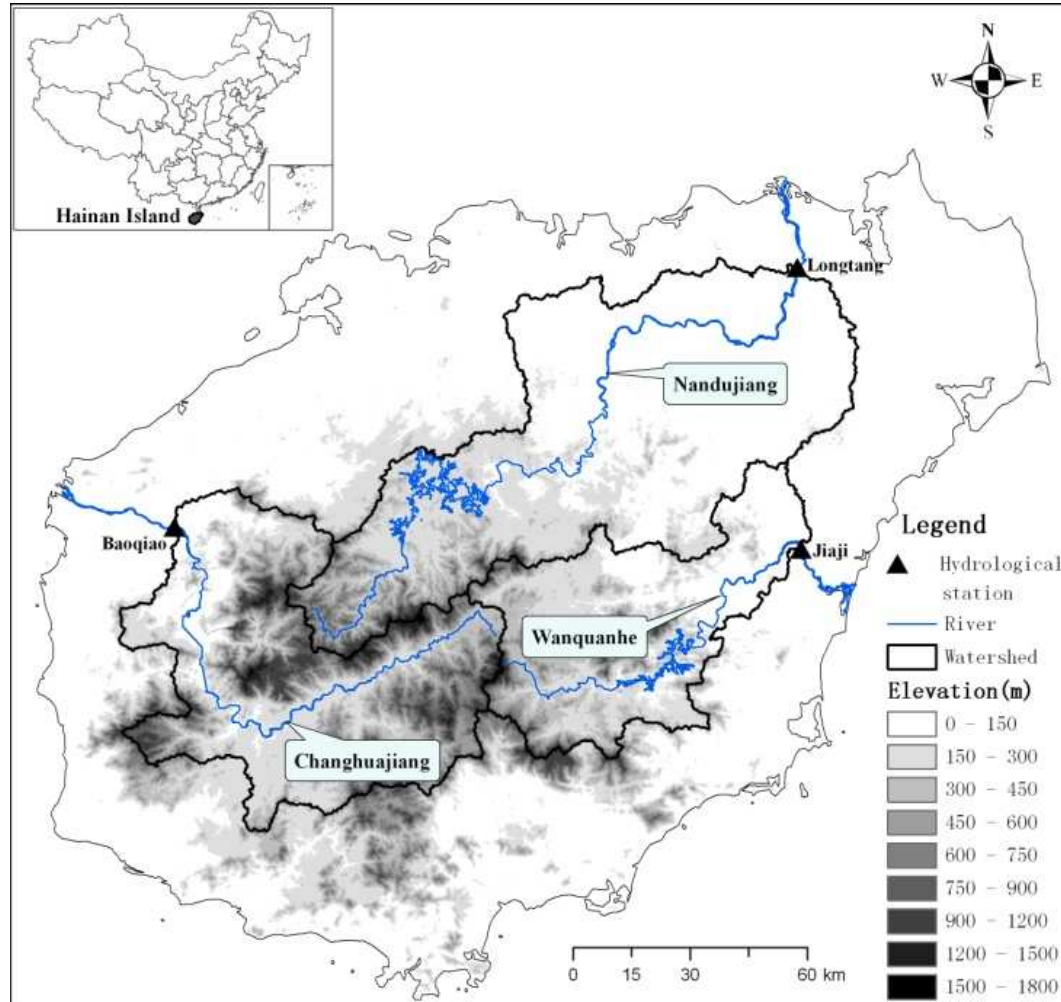 Hainan Island
N
W
E
S
Longtang
Nandujiang
Baoqiao
Jiaji
Wanquanhe
Changhuajiang
Legend
Hydrological
station
River
Watershed
Elevation(m)
0 - 150
150 - 300
300 - 450
450 - 600
600 - 750
750 - 900
900 - 1200
1200 - 1500
1500 - 1800
0 15 30 60 km